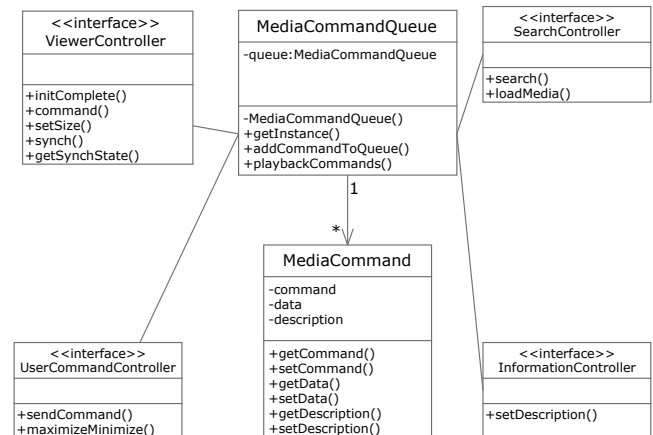 <<interface>>
ViewerController
+initComplete()
+command()
+setSize()
+synch()
+getSynchState()
MediaCommandQueue
-queue:MediaCommandQueue
-MediaCommandQueue()
+getInstance()
+addCommandToQueue()
+playbackCommands()
<<interface>>
SearchController
+search()
+loadMedia()
1
*
MediaCommand
-command
-data
-description
+getCommand()
+setCommand()
+getData()
+setData()
+getDescription()
+setDescription()
<<interface>>
UserCommandController
+sendCommand()
+maximizeMinimize()
<<interface>>
InformationController
+setDescription()